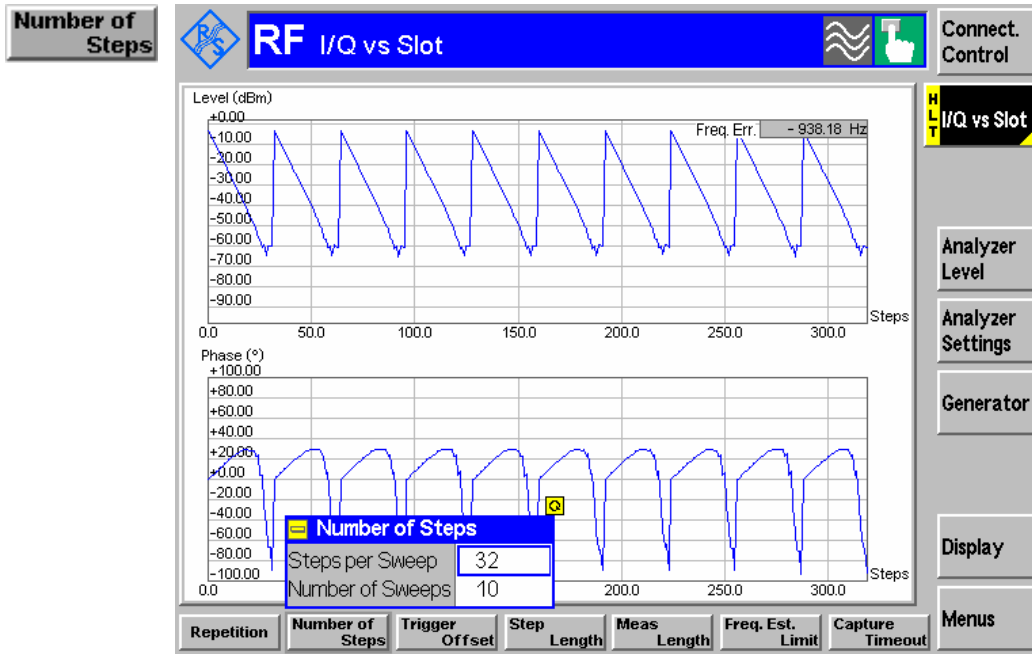 Number of
Steps
R&S
RF I/Q vs Slot
Connect.
Control
HLT
I/Q vs Slot
Level (dBm)
+0.00
-10.00
-20.00
-30.00
-40.00
-50.00
-60.00
-70.00
-80.00
-90.00
Freq. Err. - 938.18 Hz
Steps
0.0 50.0 100.0 150.0 200.0 250.0 300.0
Analyzer
Level
Analyzer
Settings
Generator
Phase (°)
+100.00
+80.00
+60.00
+40.00
+20.00
+0.00
-20.00
-40.00
-60.00
-80.00
-100.00
Q
Number of Steps
Steps per Sweep 32
Number of Sweeps 10
Steps
0.0 200.0 250.0 300.0
Display
Menus
Repetition
Number of
Steps
Trigger
Offset
Step
Length
Meas
Length
Freq. Est.
Limit
Capture
Timeout